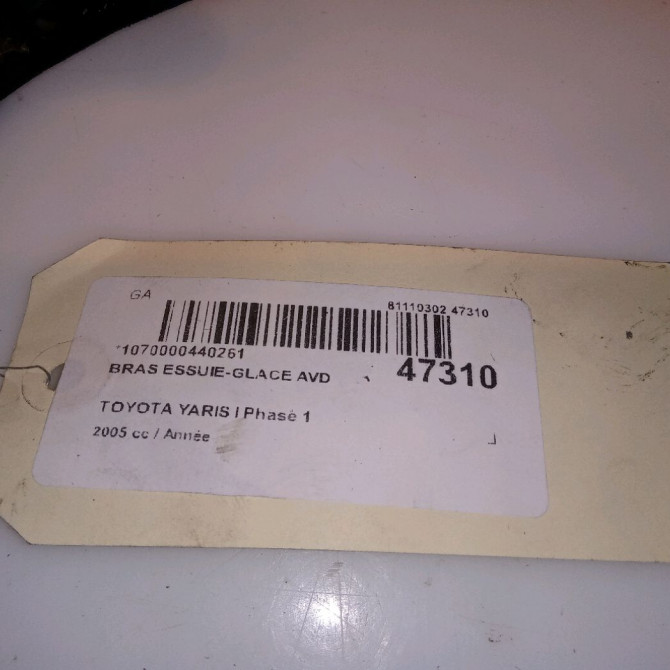 GA
81110302 47310
*1070000440261
BRAS ESSUIE-GLACE AVD
47310
TOYOTA YARIS I Phase 1
2005 cc / Année